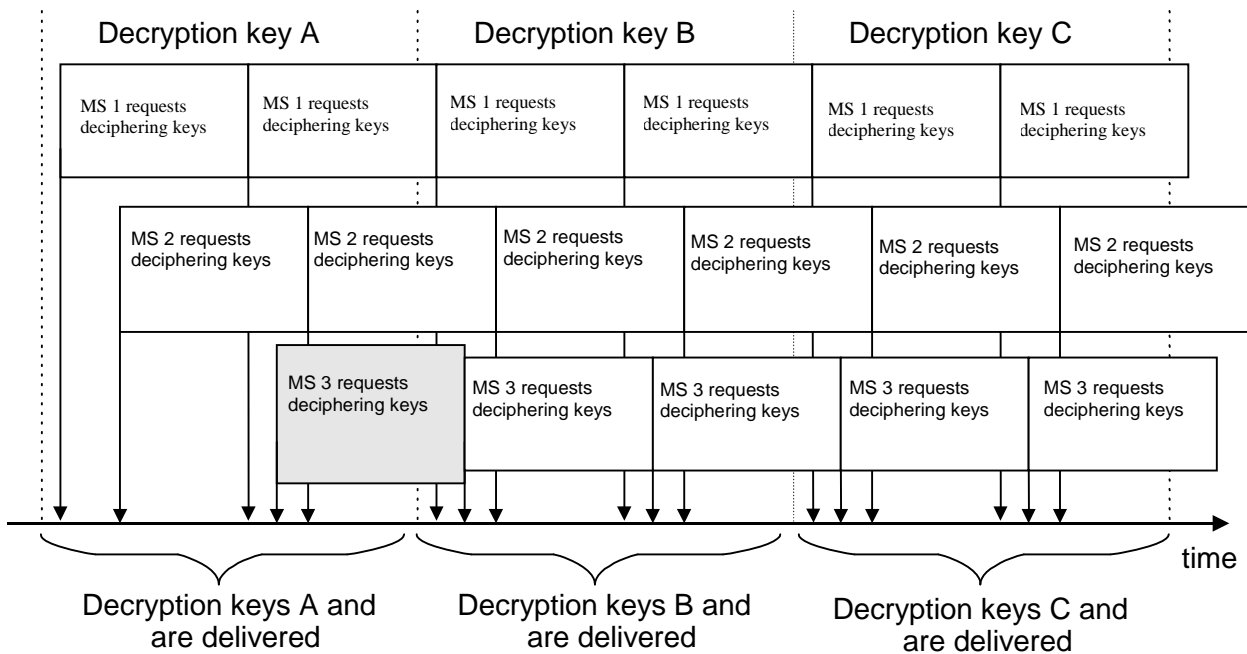 Decryption key A
Decryption key B
Decryption key C
MS 1 requests
deciphering keys
MS 1 requests
deciphering keys
MS 1 requests
deciphering keys
MS 1 requests
deciphering keys
MS 1 requests
deciphering keys
MS 1 requests
deciphering keys
MS 2 requests
deciphering keys
MS 2 requests
deciphering keys
MS 2 requests
deciphering keys
MS 2 requests
deciphering keys
MS 2 requests
deciphering keys
MS 2 requests
deciphering keys
MS 3 requests
deciphering keys
MS 3 requests
deciphering keys
MS 3 requests
deciphering keys
MS 3 requests
deciphering keys
MS 3 requests
deciphering keys
time
Decryption keys A and
are delivered
Decryption keys B and
are delivered
Decryption keys C and
are delivered